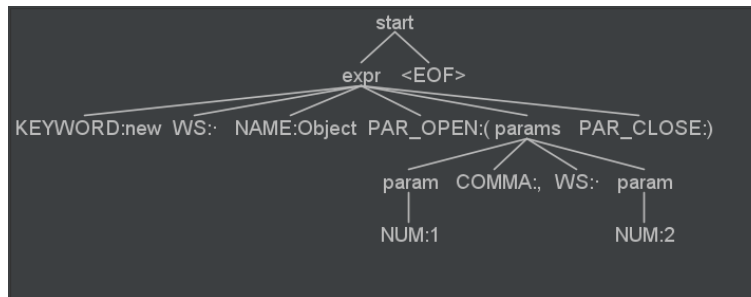 start
expr <EOF>
KEYWORD:new WS:· NAME:Object PAR_OPEN:( params PAR_CLOSE:)
param COMMA:, WS:· param
NUM:1 NUM:2